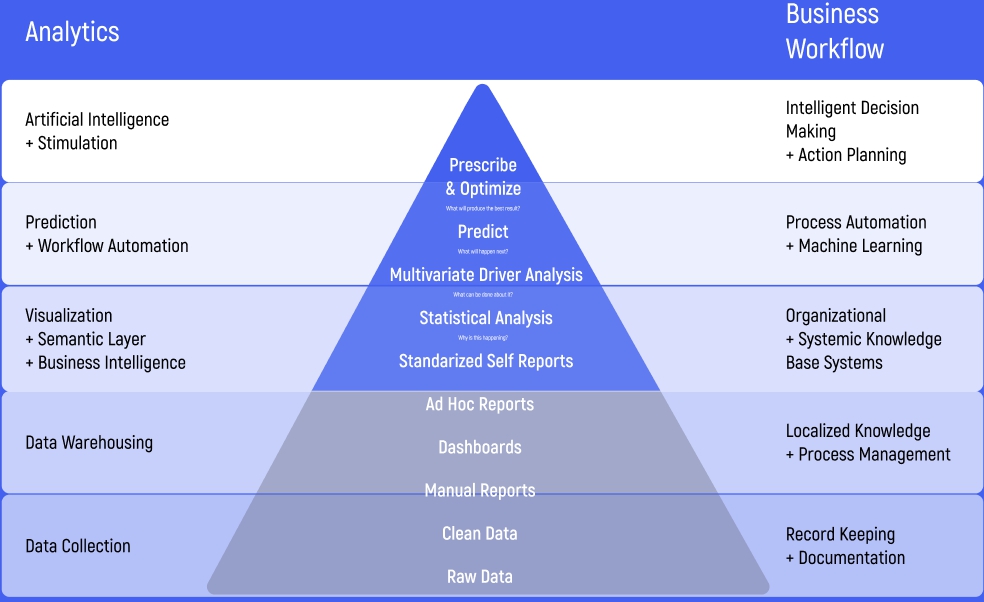 Analytics
Business
Workflow
Artificial Intelligence
+ Stimulation
Intelligent Decision
Making
+ Action Planning
Prescribe
& Optimize
What will produce the best result?
Prediction
+ Workflow Automation
Predict
What will happen next?
Process Automation
+ Machine Learning
Multivariate Driver Analysis
What can be done about it?
Visualization
+ Semantic Layer
+ Business Intelligence
Statistical Analysis
Why is this happening?
Standarized Self Reports
Organizational
+ Systemic Knowledge
Base Systems
Ad Hoc Reports
Data Warehousing
Dashboards
Localized Knowledge
+ Process Management
Manual Reports
Data Collection
Clean Data
Raw Data
Record Keeping
+ Documentation